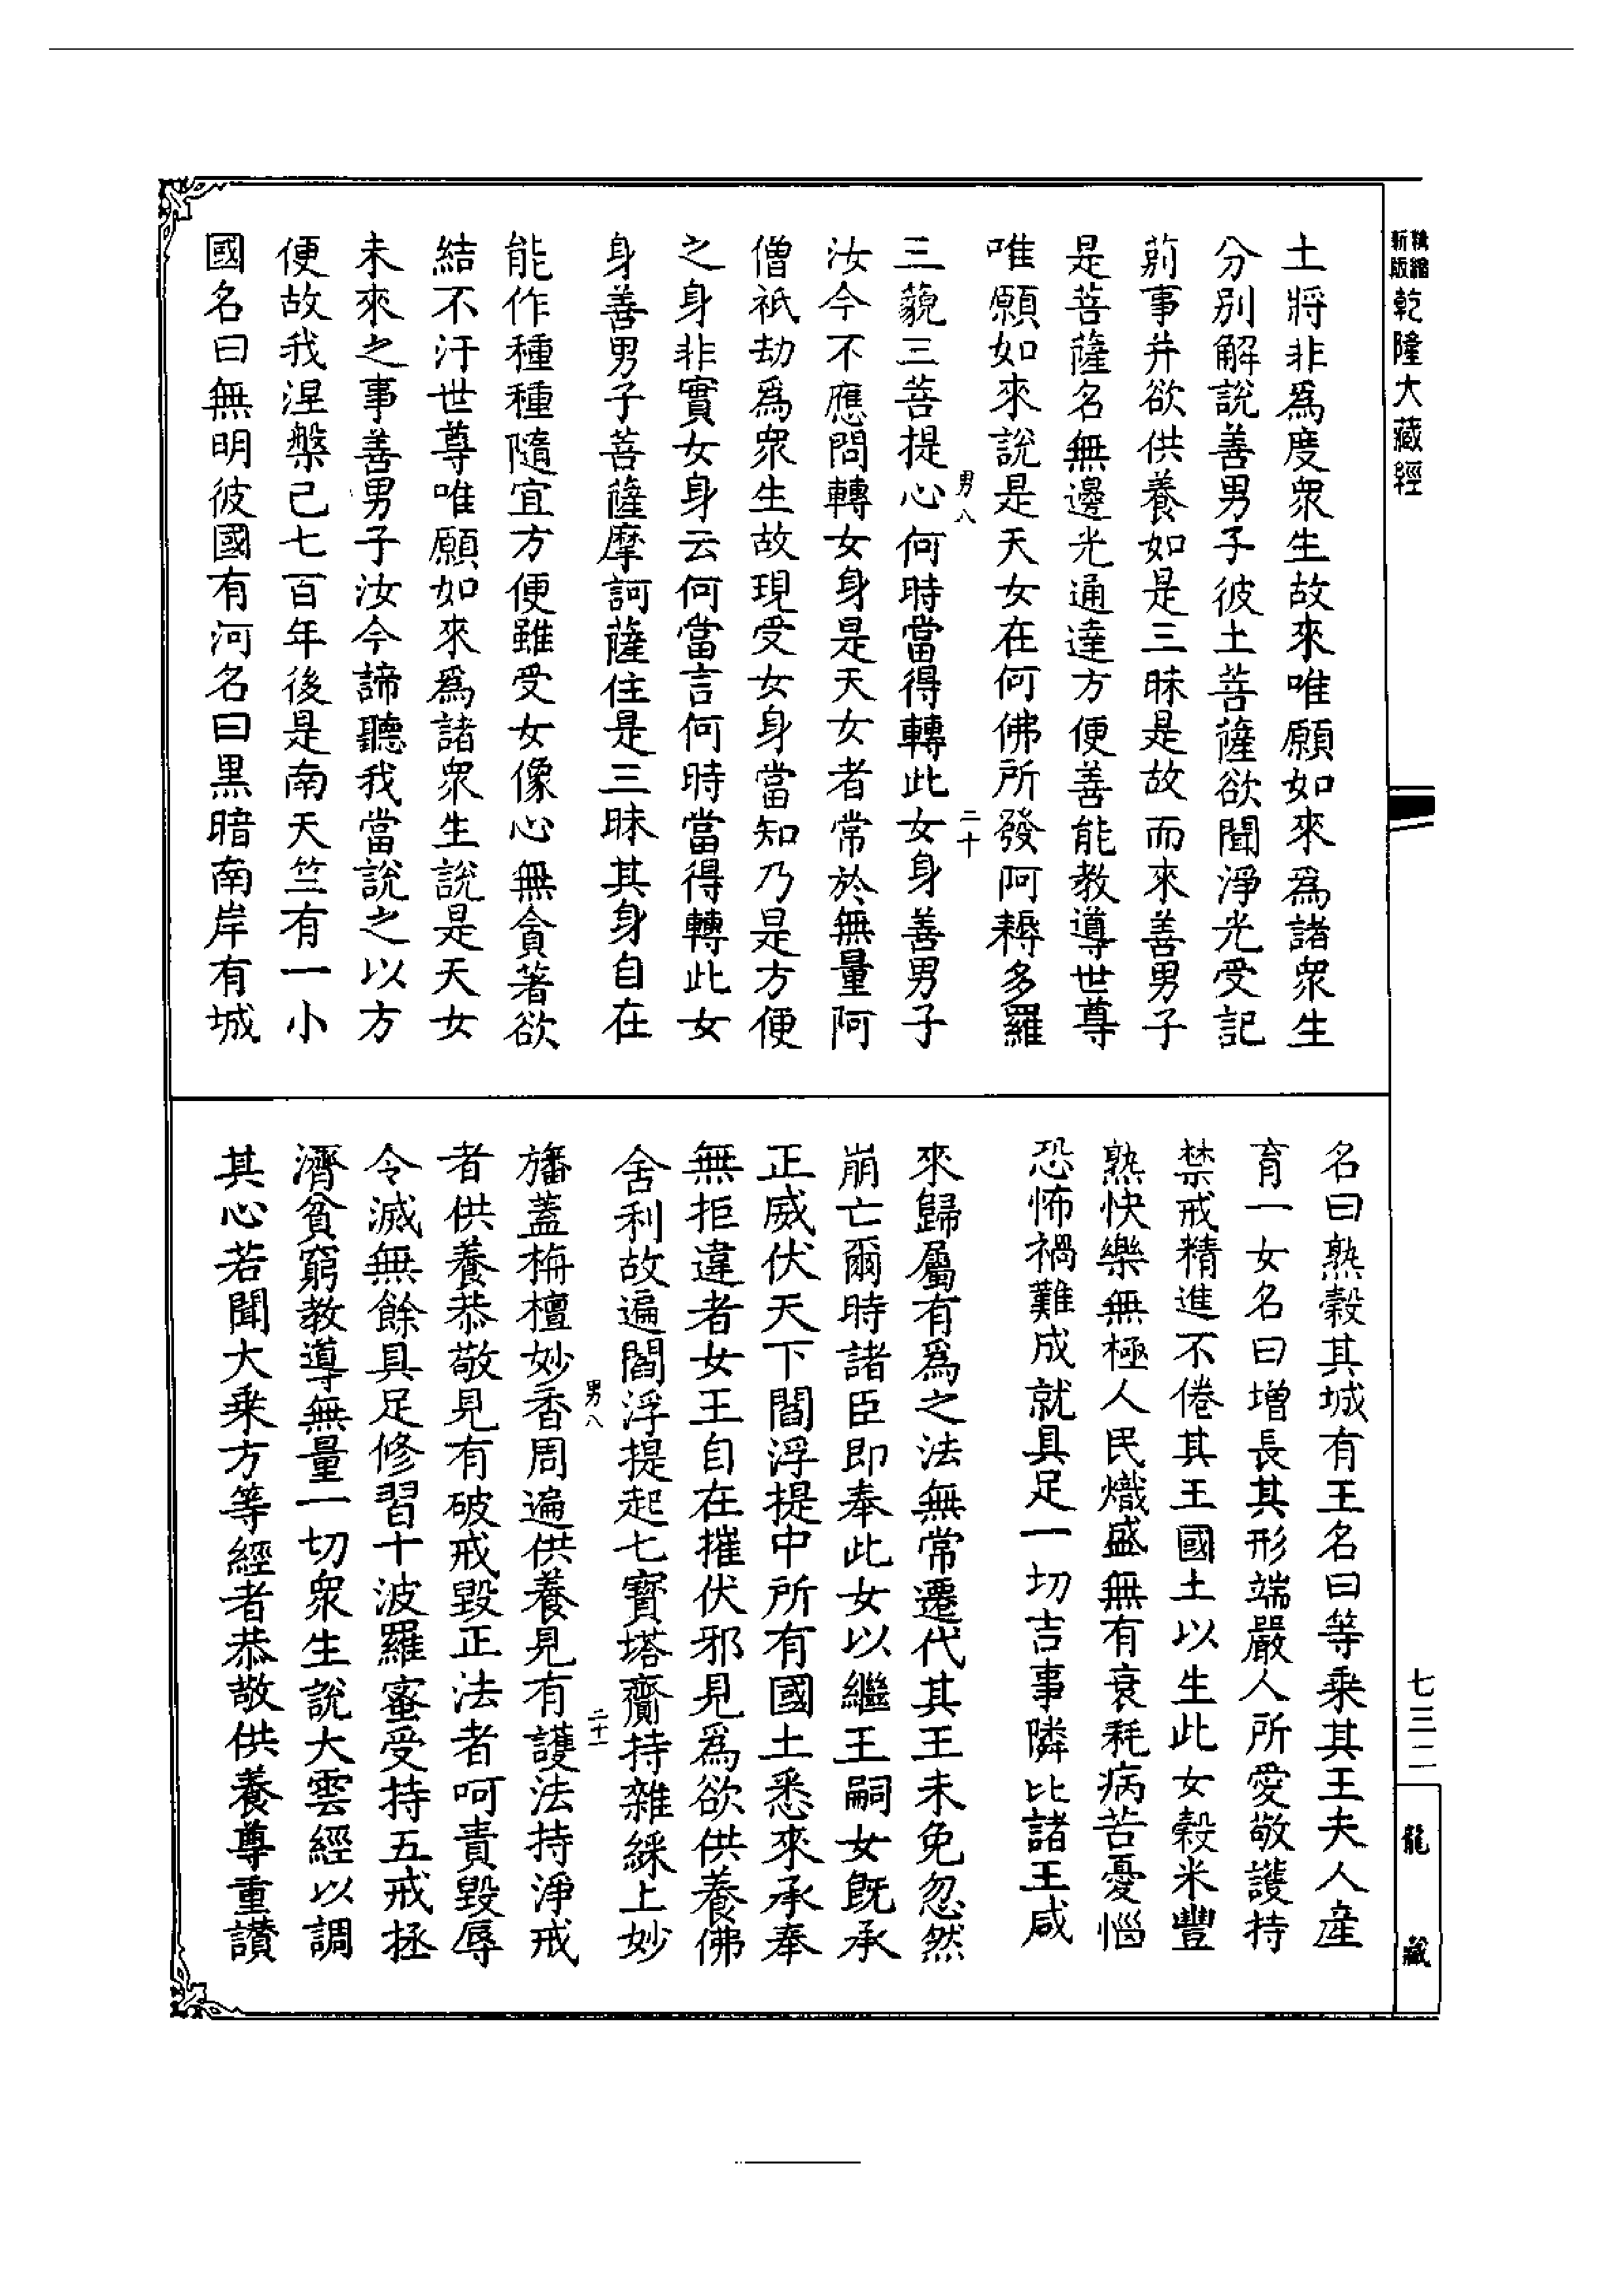 新版
精縮
乾隆大藏經
土將非爲度衆生故來唯願如來爲諸衆生
分別解說善男子彼土菩薩欲聞淨光受記
莂事并欲供養如是三昧是故而來善男子
是菩薩名無邊光通達方便善能教導世尊
唯願如來說是天女在何佛所發阿耨多羅
男八
二十
三藐三菩提心何時當得轉此女身善男子
汝今不應問轉女身是天女者常於無量阿
僧祇劫爲衆生故現受女身當知乃是方便
之身非實女身云何當言何時當得轉此女
身善男子菩薩摩訶薩住是三昧其身自在
能作種種隨宜方便雖受女像心無貪著欲
結不汙世尊唯願如來爲諸衆生說是天女
未來之事善男子汝今諦聽我當說之以方
便故我涅槃已七百年後是南天竺有一小
國名曰無明彼國有河名曰黑暗南岸有城
名曰熟穀其城有王名曰等乘其王夫人産
育一女名曰增長其形端嚴人所愛敬護持
禁戒精進不倦其王國土以生此女穀米豐
熟快樂無極人民熾盛無有衰耗病苦憂惱
恐怖禍難成就具足一切吉事隣比諸王咸
來歸屬有爲之法無常遷代其王未免忽然
崩亡爾時諸臣即奉此女以繼王嗣女既承
正威伏天下閻浮提中所有國土悉來承奉
無拒違者女王自在摧伏邪見爲欲供養佛
舍利故遍閻浮提起七寳塔齎持雜綵上妙
男八
二十一
旛蓋栴檀妙香周遍供養見有護法持淨戒
者供養恭敬見有破戒毀正法者呵責毀辱
令滅無餘具足修習十波羅蜜受持五戒拯
濟貧窮教導無量一切衆生說大雲經以調
其心若聞大乘方等經者恭敬供養尊重讃
七三二
龍藏